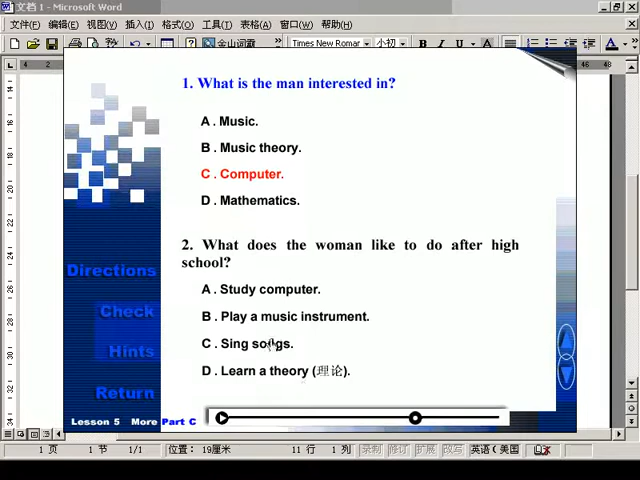 文档 1 - Microsoft Word
文件(F) 编辑(E) 视图(V) 插入(I) 格式(O) 工具(T) 表格(A) 窗口(W) 帮助(H)
金山词霸 Times New Romar 小初 B I U A
4 2 46 48
1. What is the man interested in?
A . Music.
B . Music theory.
C . Computer.
D . Mathematics.
2. What does the woman like to do after high
school?
A . Study computer.
B . Play a music instrument.
C . Sing songs.
D . Learn a theory (理论).
Directions
Check
Hints
Return
Lesson 5 More Part C
1 页 1 节 1/1 位置: 19厘米 11 行 1 列 录制 修订 扩展 改写 英语(美国